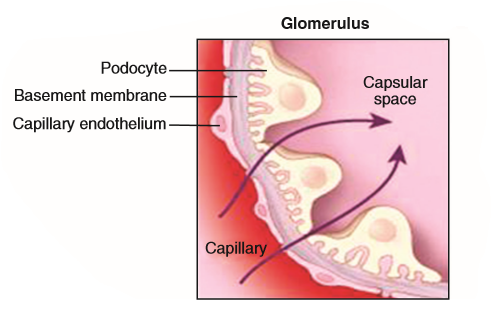 Glomerulus
Podocyte
Basement membrane
Capillary endothelium
Capsular
space
Capillary